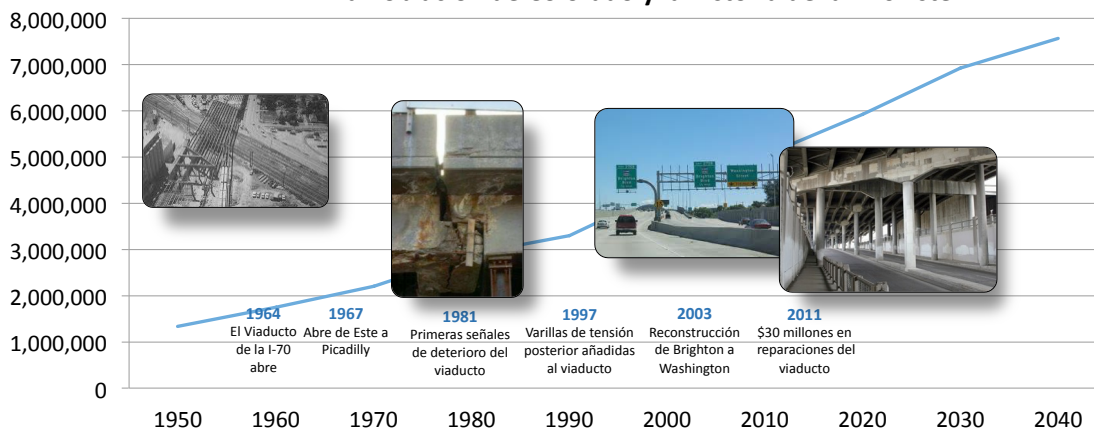 8,000,000
7,000,000
6,000,000
5,000,000
4,000,000
3,000,000
2,000,000
1,000,000
0
1964
El Viaducto
de la I-70
abre
1967
Abre de Este a
Picadilly
1981
Primeras señales
de deterioro del
viaducto
1997
Varillas de tensión
posterior añadidas
al viaducto
2003
Reconstrucción
de Brighton a
Washington
2011
$30 millones en
reparaciones del
viaducto
1950 1960 1970 1980 1990 2000 2010 2020 2030 2040